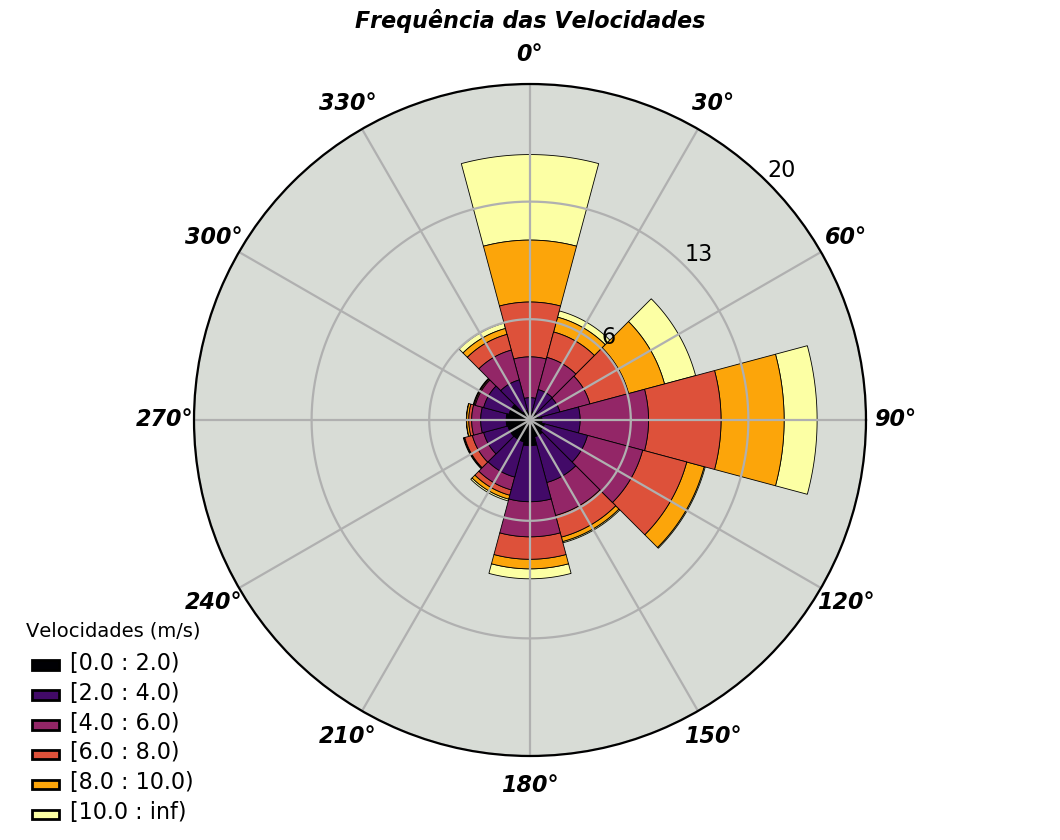 Frequência das Velocidades
0°
330°
30°
20
300°
60°
13
6
270°
90°
240°
120°
210°
150°
180°
Velocidades (m/s)
[0.0 : 2.0)
[2.0 : 4.0)
[4.0 : 6.0)
[6.0 : 8.0)
[8.0 : 10.0)
[10.0 : inf)